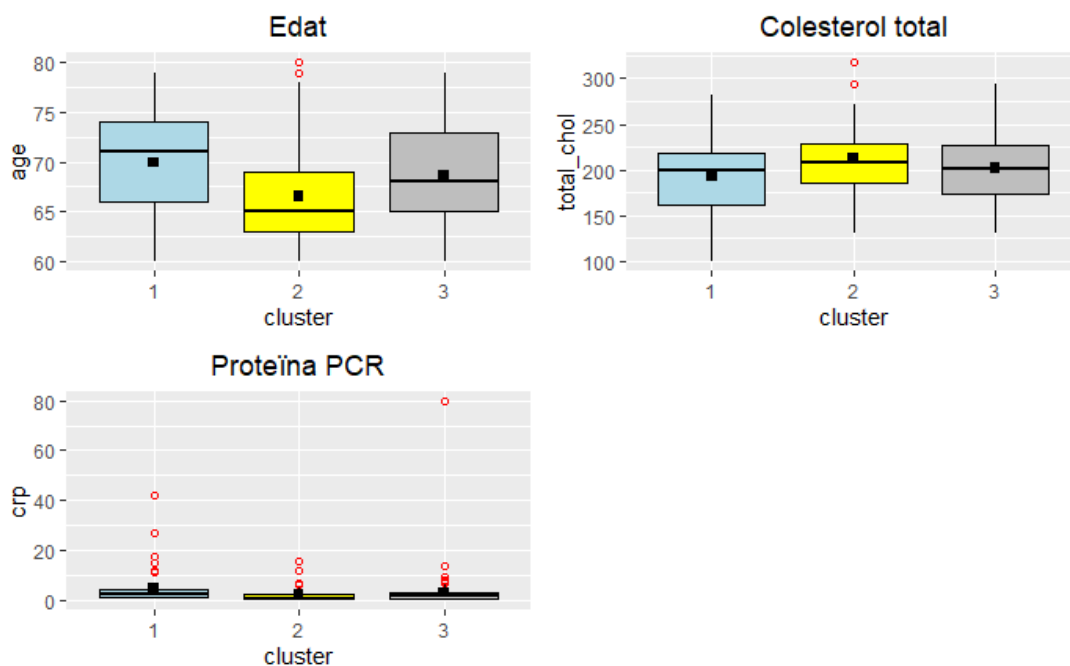 Edat
age
80
75
70
65
60
1 2 3
cluster
Colesterol total
total_chol
300
250
200
150
100
1 2 3
cluster
Proteïna PCR
crp
80
60
40
20
0
1 2 3
cluster